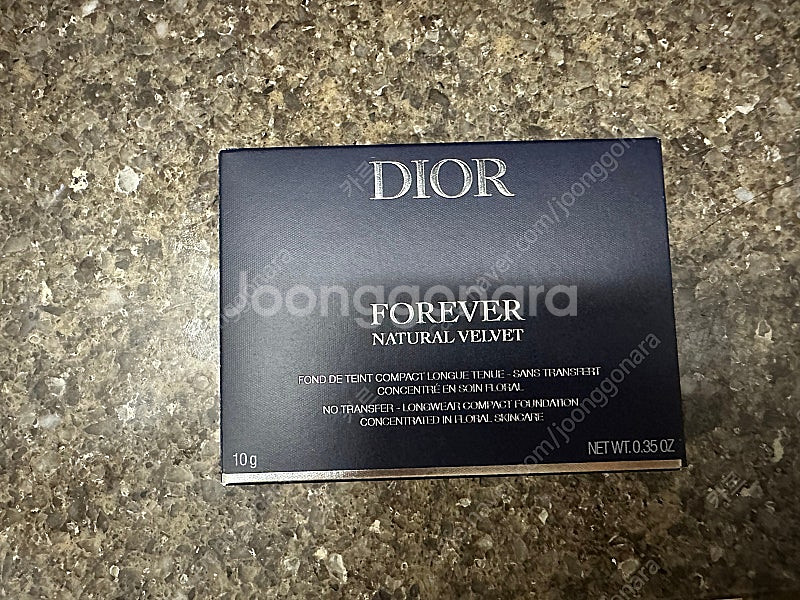 DIOR
Joonggonara
FOREVER
NATURAL VELVET
FOND DE TEINT COMPACT LONGUE TENUE - SANS TRANSFERT
CONCENTRÉ EN SOIN FLORAL
NO TRANSFER - LONGWEAR COMPACT FOUNDATION
CONCENTRATED IN FLORAL SKINCARE
10 g
NET WT. 0.35 OZ